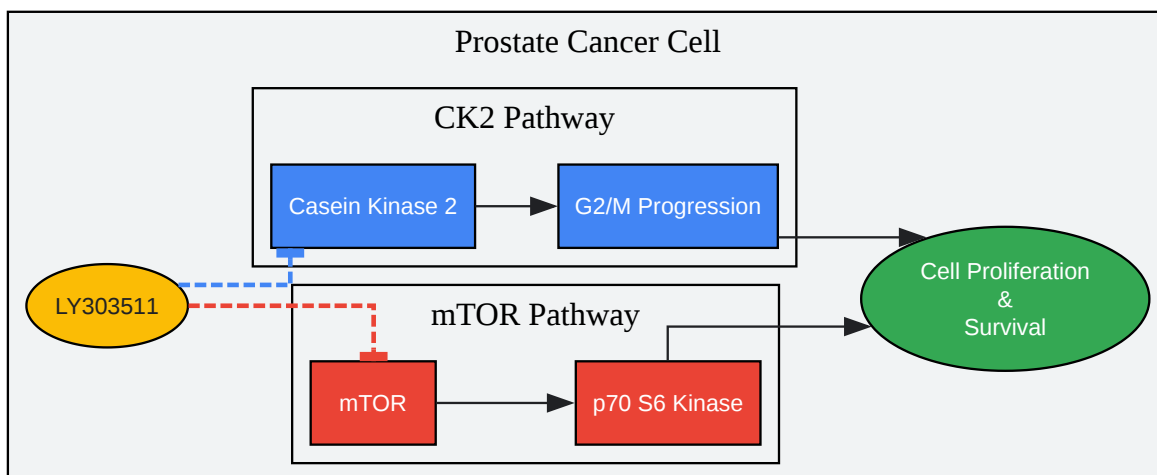 Prostate Cancer Cell
CK2 Pathway
Casein Kinase 2
G2/M Progression
Cell Proliferation
&
Survival
LY303511
mTOR Pathway
mTOR
p70 S6 Kinase